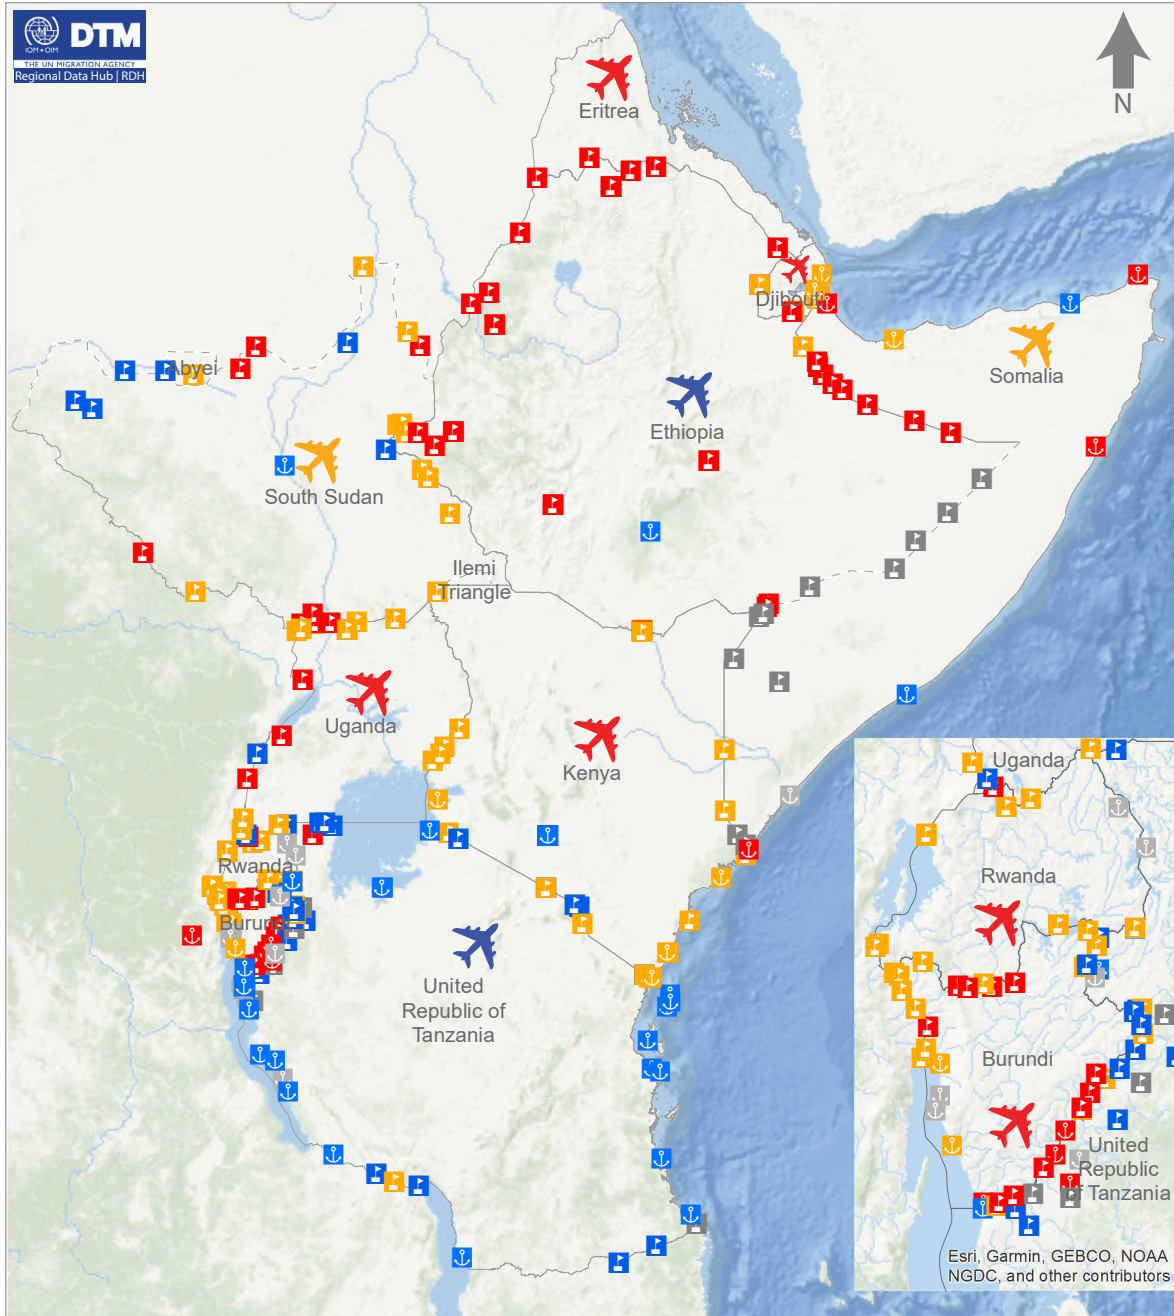 IOM • OIM
DTM
THE UN MIGRATION AGENCY
Regional Data Hub | RDH
N
Eritrea
Djibouti
Abyei
Somalia
Ethiopia
South Sudan
Ilemi
Triangle
Uganda
Kenya
Rwanda
Burundi
United
Republic of
Tanzania
Uganda
Rwanda
Burundi
United
Republic
of Tanzania
Esri, Garmin, GEBCO, NOAA
NGDC, and other contributors